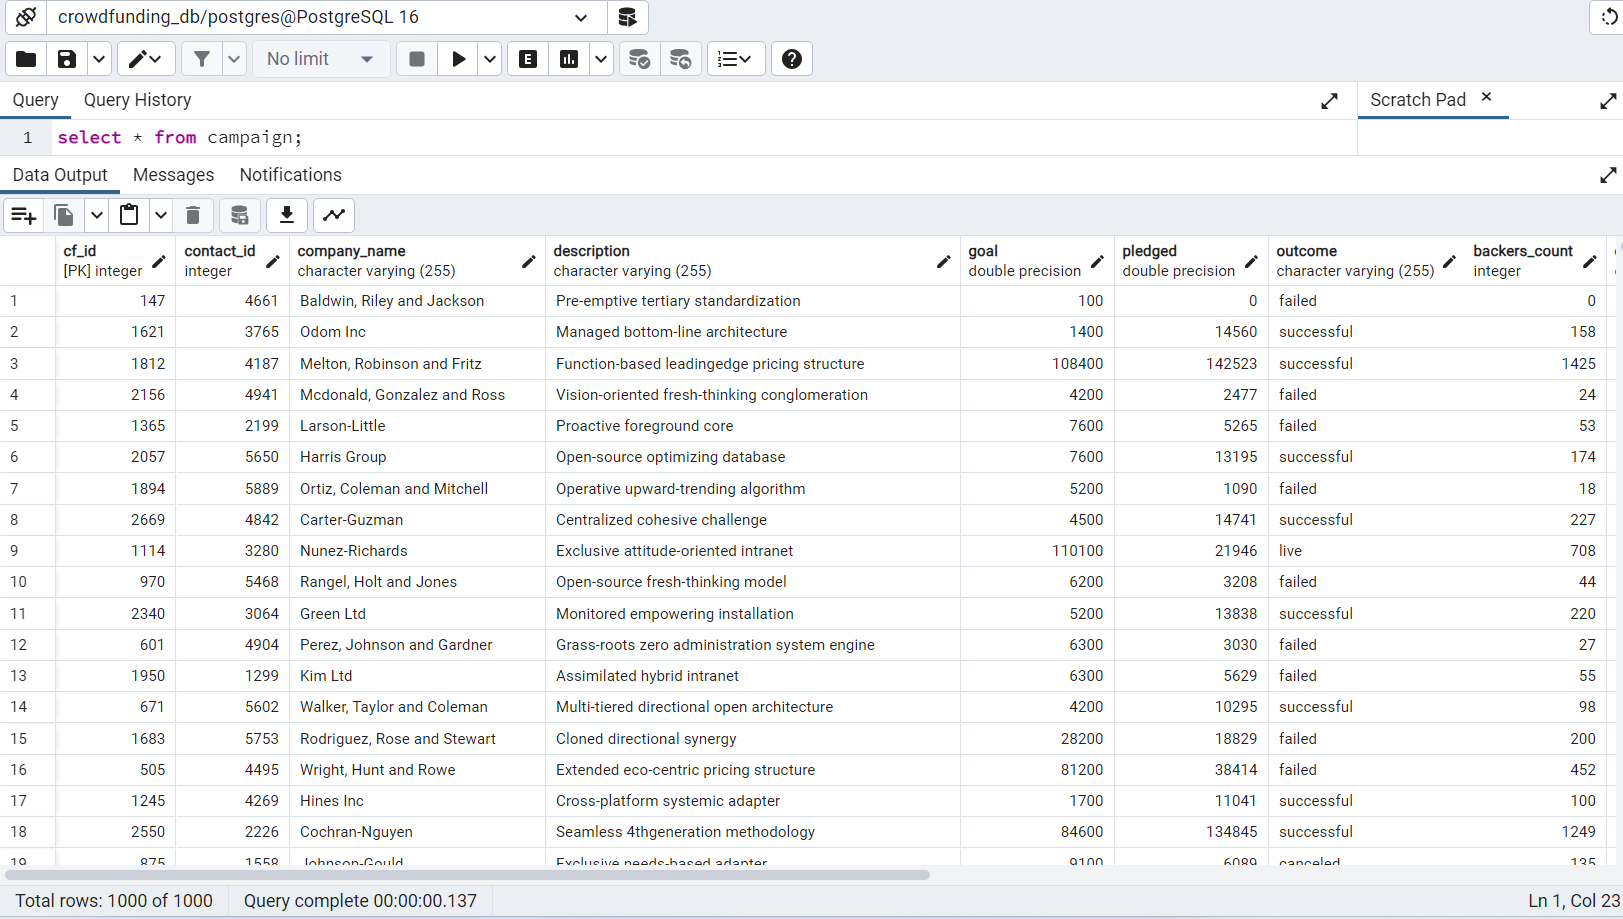 crowdfunding_db/postgres@PostgreSQL 16
No limit
E
Query Query History Scratch Pad
1 select * from campaign;
Data Output Messages Notifications
cf_id contact_id company_name description goal pledged outcome backers_count
[PK] integer integer character varying (255) character varying (255) double precision double precision character varying (255) integer
1 147 4661 Baldwin, Riley and Jackson Pre-emptive tertiary standardization 100 0 failed 0
2 1621 3765 Odom Inc Managed bottom-line architecture 1400 14560 successful 158
3 1812 4187 Melton, Robinson and Fritz Function-based leadingedge pricing structure 108400 142523 successful 1425
4 2156 4941 Mcdonald, Gonzalez and Ross Vision-oriented fresh-thinking conglomeration 4200 2477 failed 24
5 1365 2199 Larson-Little Proactive foreground core 7600 5265 failed 53
6 2057 5650 Harris Group Open-source optimizing database 7600 13195 successful 174
7 1894 5889 Ortiz, Coleman and Mitchell Operative upward-trending algorithm 5200 1090 failed 18
8 2669 4842 Carter-Guzman Centralized cohesive challenge 4500 14741 successful 227
9 1114 3280 Nunez-Richards Exclusive attitude-oriented intranet 110100 21946 live 708
10 970 5468 Rangel, Holt and Jones Open-source fresh-thinking model 6200 3208 failed 44
11 2340 3064 Green Ltd Monitored empowering installation 5200 13838 successful 220
12 601 4904 Perez, Johnson and Gardner Grass-roots zero administration system engine 6300 3030 failed 27
13 1950 1299 Kim Ltd Assimilated hybrid intranet 6300 5629 failed 55
14 671 5602 Walker, Taylor and Coleman Multi-tiered directional open architecture 4200 10295 successful 98
15 1683 5753 Rodriguez, Rose and Stewart Cloned directional synergy 28200 18829 failed 200
16 505 4495 Wright, Hunt and Rowe Extended eco-centric pricing structure 81200 38414 failed 452
17 1245 4269 Hines Inc Cross-platform systemic adapter 1700 11041 successful 100
18 2550 2226 Cochran-Nguyen Seamless 4thgeneration methodology 84600 134845 successful 1249
19 875 1558 Johnson-Gould Exclusive needs-based adapter 9100 6089 canceled 135
Total rows: 1000 of 1000 Query complete 00:00:00.137 Ln 1, Col 23